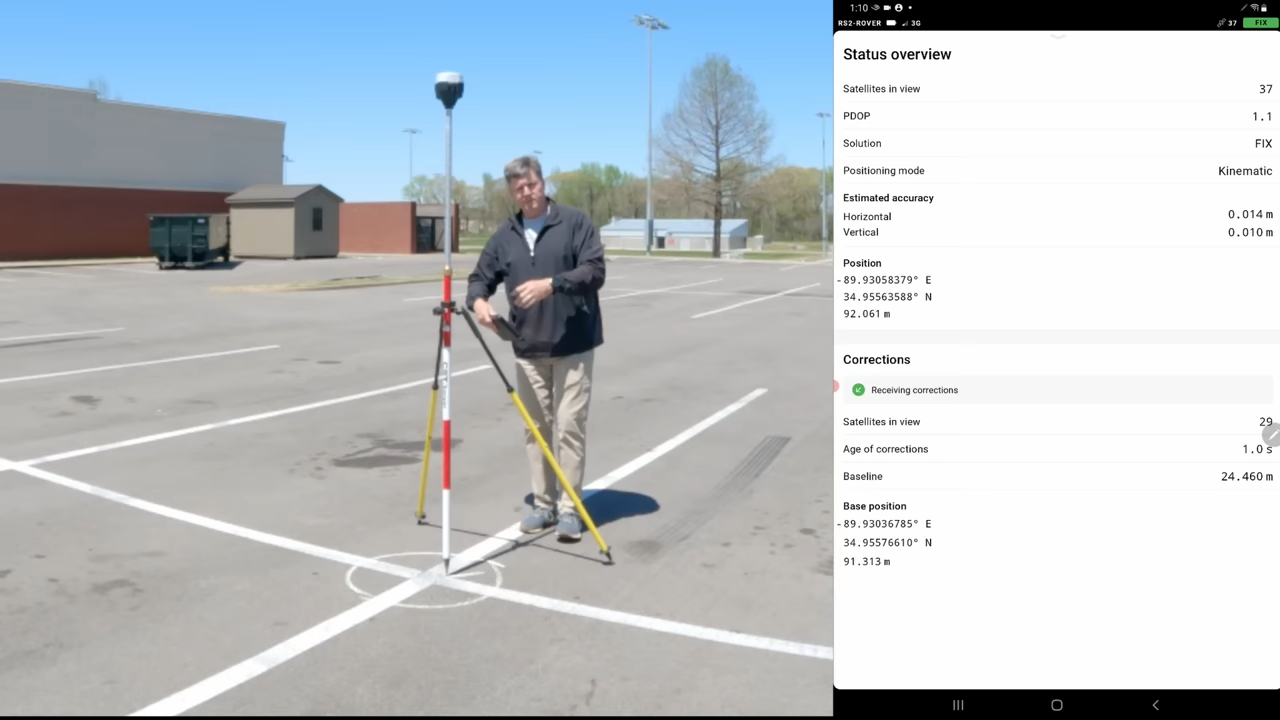 1:10
RS2-ROVER 3G 37 FIX
Status overview
Satellites in view 37
PDOP 1.1
Solution FIX
Positioning mode Kinematic
Estimated accuracy
Horizontal 0.014 m
Vertical 0.010 m
Position
-89.93058379° E
34.95563588° N
92.061 m
Corrections
Receiving corrections
Satellites in view 29
Age of corrections 1.0 s
Baseline 24.460 m
Base position
-89.93036785° E
34.95576610° N
91.313 m